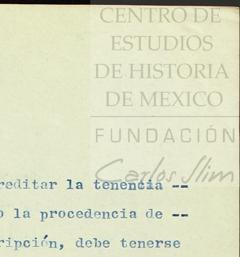 CENTRO DE
ESTUDIOS
DE HISTORIA
DE MEXICO
FUNDACIÓN
Carlos Slim
reditar la tenencia --
o la procedencia de --
ripción, debe tenerse